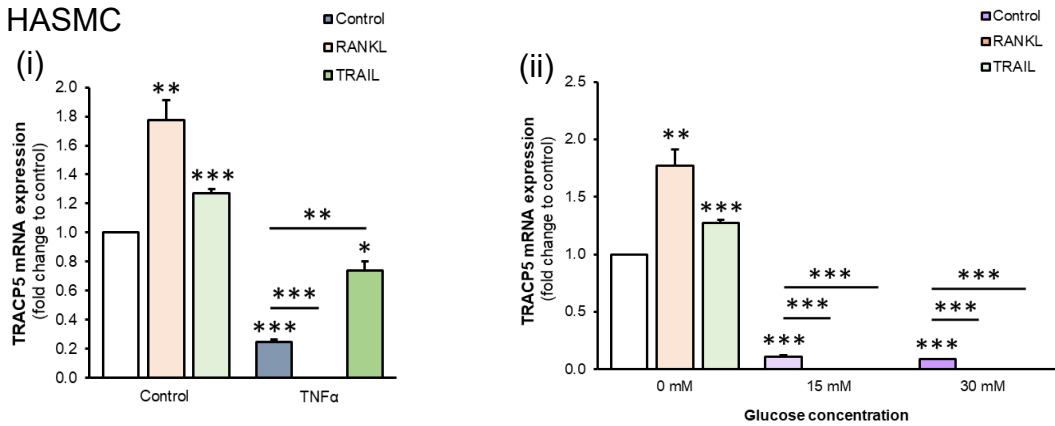 HASMC
(i)
Control
RANKL
TRAIL
TRACP5 mRNA expression
(fold change to control)
2.0
1.8
1.6
1.4
1.2
1.0
0.8
0.6
0.4
0.2
0.0
**
***
***
***
**
*
Control
TNFα
(ii)
Control
RANKL
TRAIL
TRACP5 mRNA expression
(fold change to control)
2.5
2.0
1.5
1.0
0.5
0.0
**
***
***
***
***
***
***
***
0 mM
15 mM
30 mM
Glucose concentration